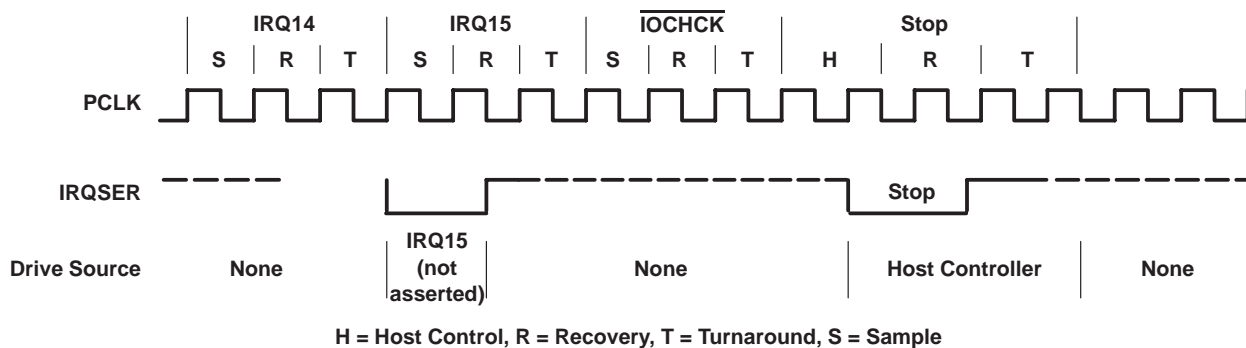 IRQ14 IRQ15 IOCHCK Stop
S R T S R T S R T H R T
PCLK
IRQSER Stop
Drive Source None IRQ15 (not asserted) None Host Controller None
H = Host Control, R = Recovery, T = Turnaround, S = Sample